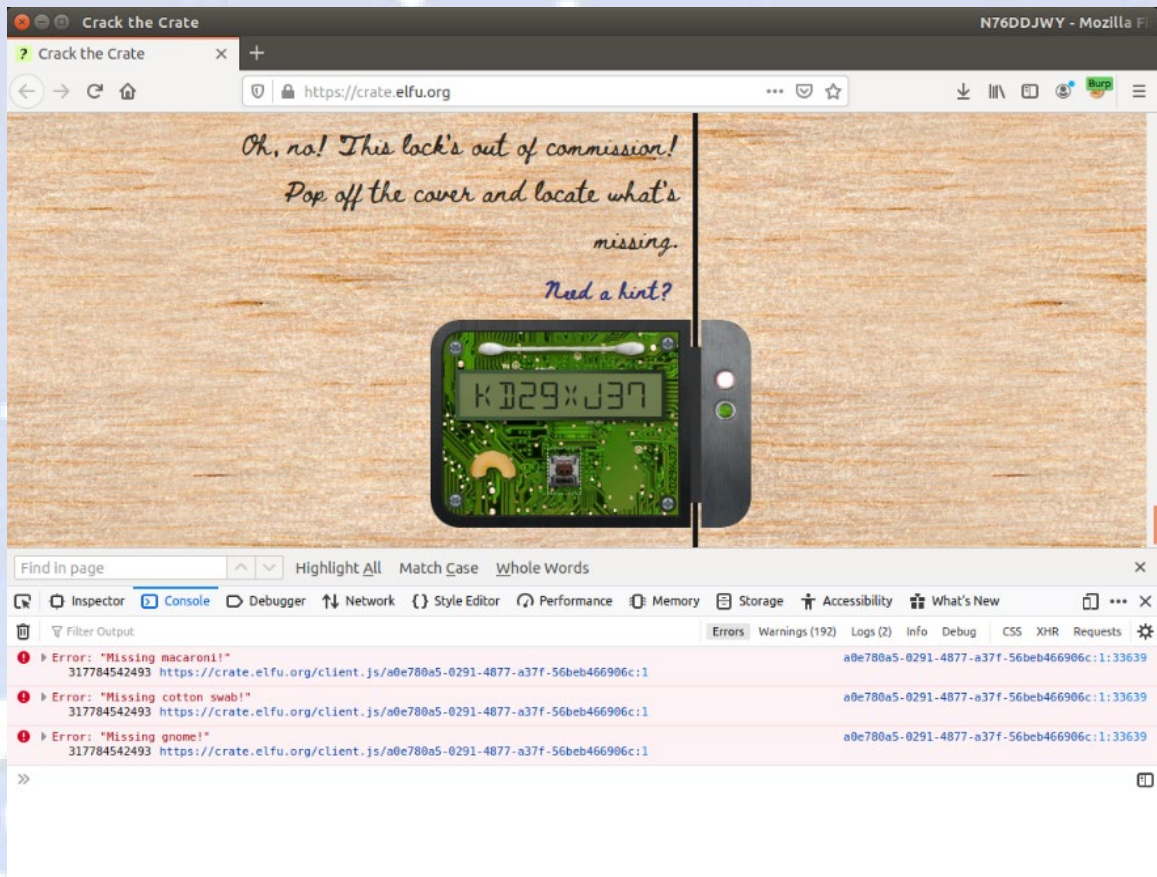 Crack the Crate
N76DDJWY - Mozilla Fi
? Crack the Crate
https://crate.elfu.org
Burp
Oh, no! This lock's out of commission!
Pop off the cover and locate what's
missing.
Need a hint?
KD29XJ37
Find in page
Highlight All Match Case Whole Words
Inspector Console Debugger Network {} Style Editor Performance Memory Storage Accessibility What's New
Filter Output
Errors Warnings (192) Logs (2) Info Debug CSS XHR Requests
Error: "Missing macaroni!" a0e780a5-0291-4877-a37f-56beb466906c:1:33639
317784542493 https://crate.elfu.org/client.js/a0e780a5-0291-4877-a37f-56beb466906c:1
Error: "Missing cotton swab!" a0e780a5-0291-4877-a37f-56beb466906c:1:33639
317784542493 https://crate.elfu.org/client.js/a0e780a5-0291-4877-a37f-56beb466906c:1
Error: "Missing gnome!" a0e780a5-0291-4877-a37f-56beb466906c:1:33639
317784542493 https://crate.elfu.org/client.js/a0e780a5-0291-4877-a37f-56beb466906c:1